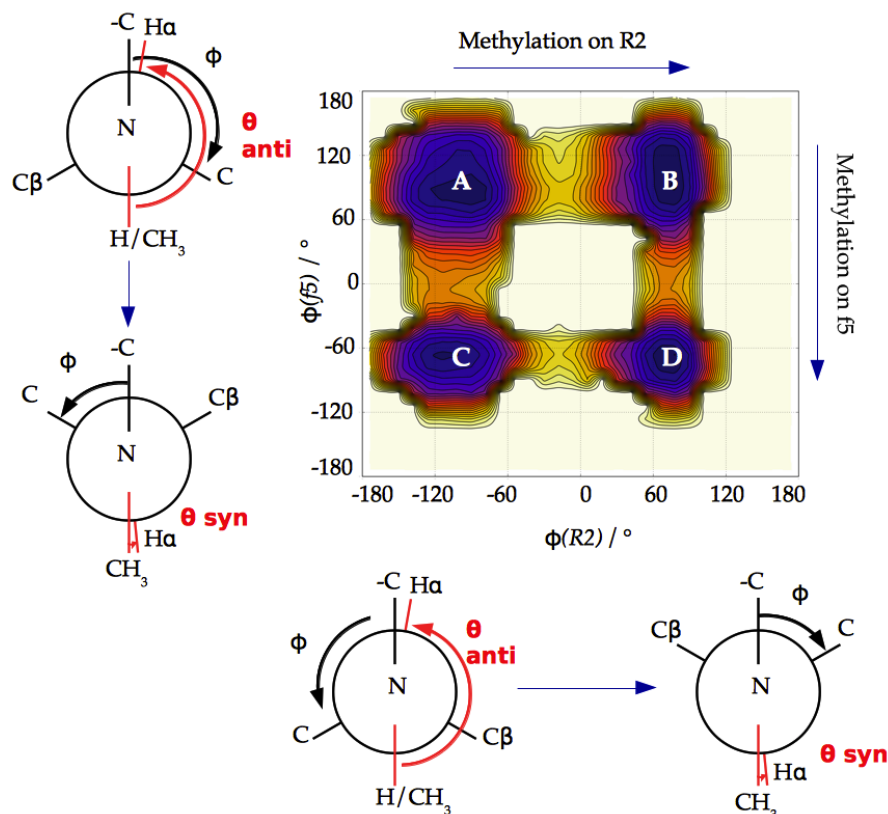 -C
Hα
ϕ
N
θ
anti
Cβ
C
H/CH3
-C
ϕ
C
Cβ
N
θ syn
Hα
CH3
Methylation on R2
180
120
60
0
-60
-120
-180
ϕ(f5) / °
A
B
C
D
-180
-120
-60
0
60
120
180
ϕ(R2) / °
Methylation on f5
-C
Hα
ϕ
θ
anti
N
C
Cβ
H/CH3
-C
ϕ
Cβ
C
N
θ syn
Hα
CH3